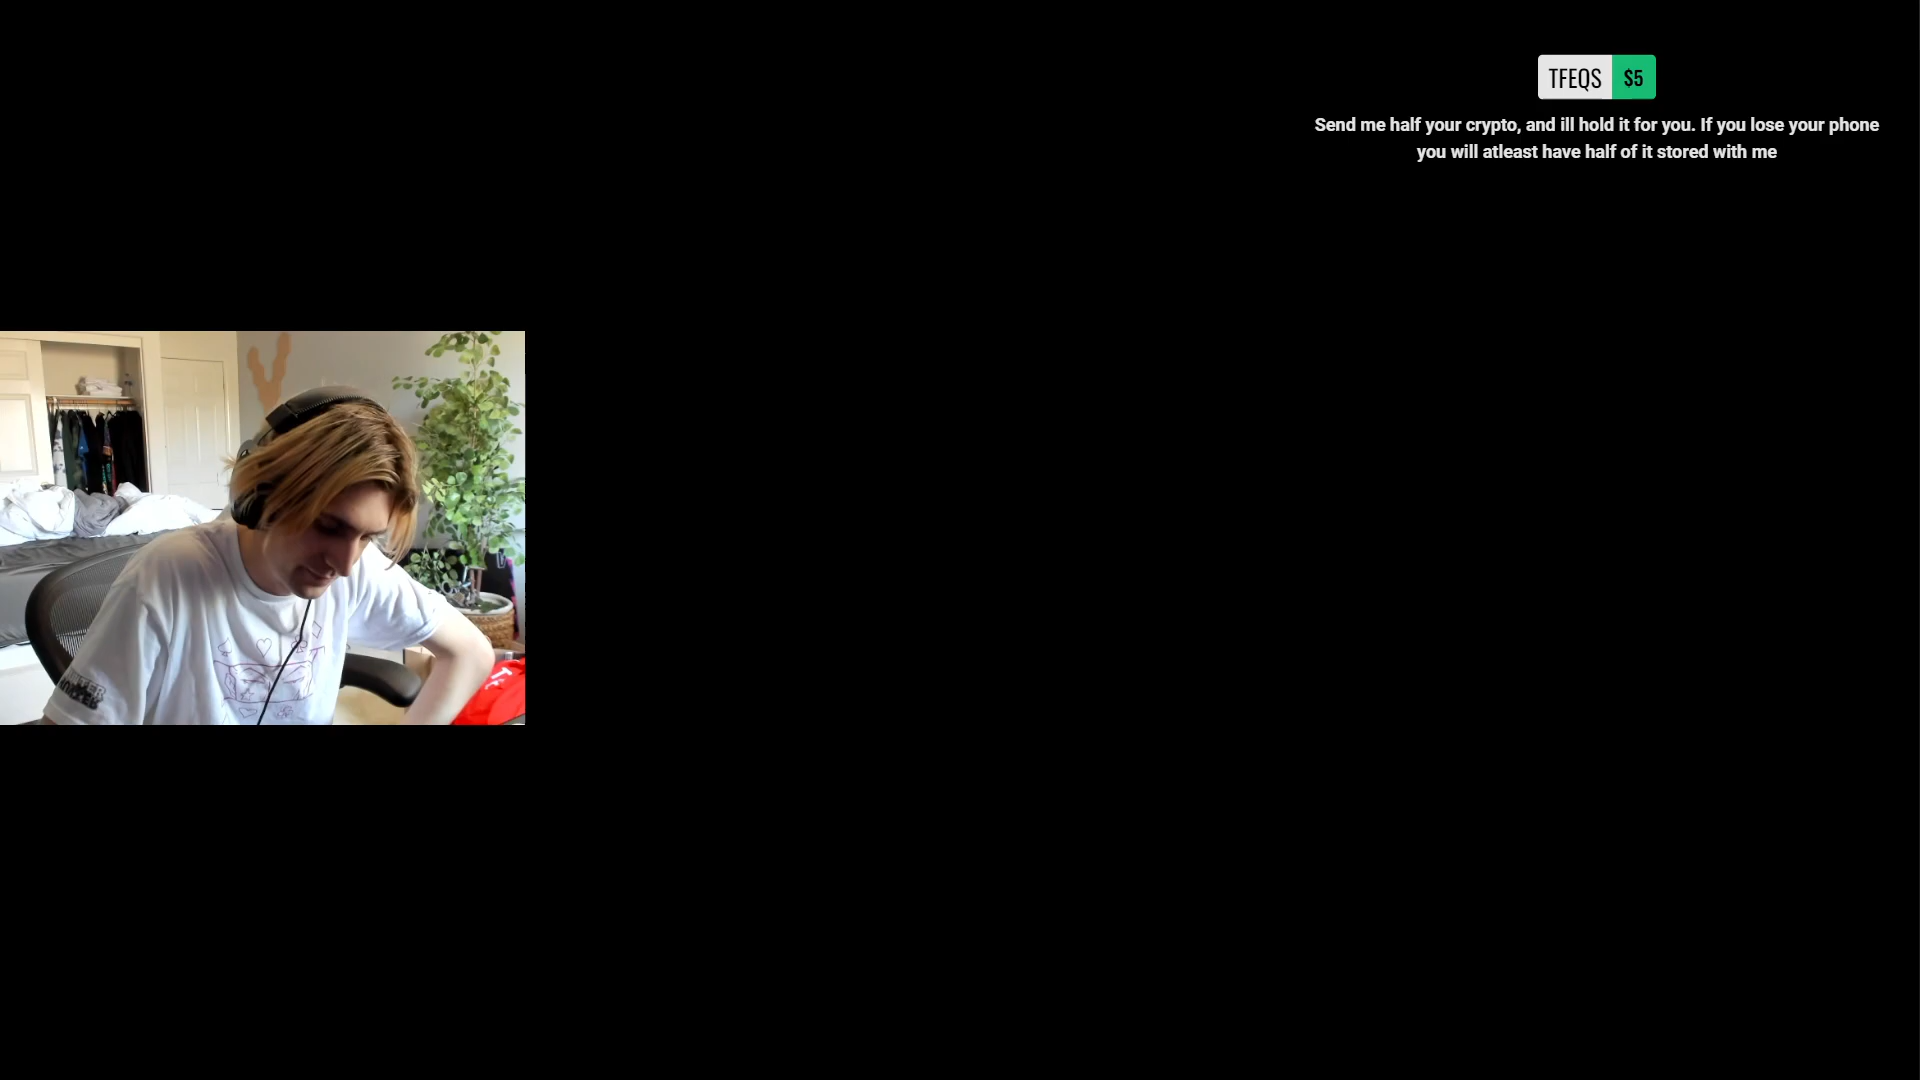 TFEQS $5
Send me half your crypto, and ill hold it for you. If you lose your phone
you will atleast have half of it stored with me